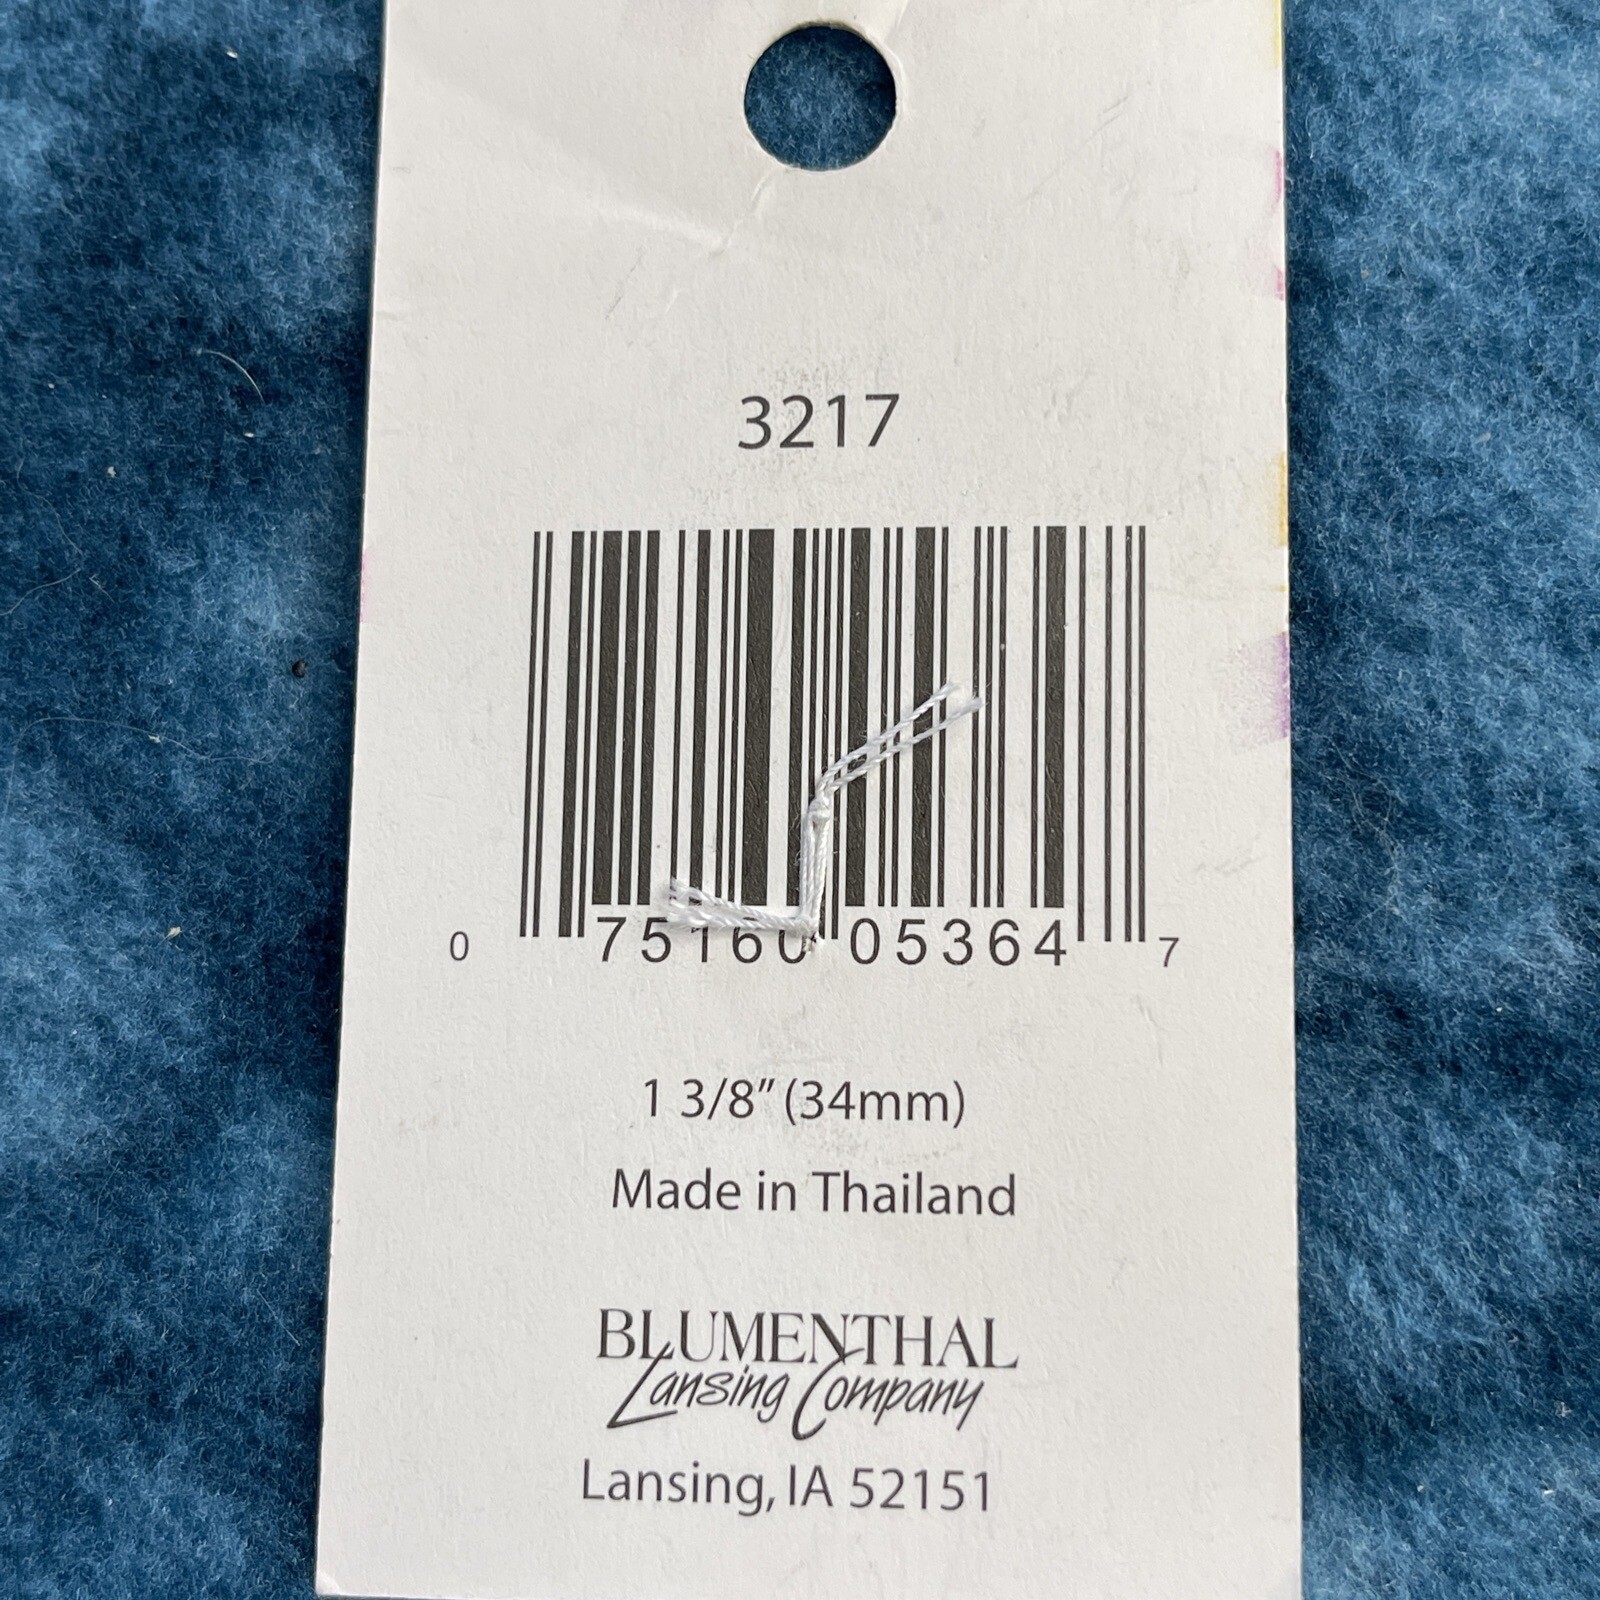 3217
0 75160 05364 7
1 3/8" (34mm)
Made in Thailand
BLUMENTHAL
Lansing Company
Lansing, IA 52151